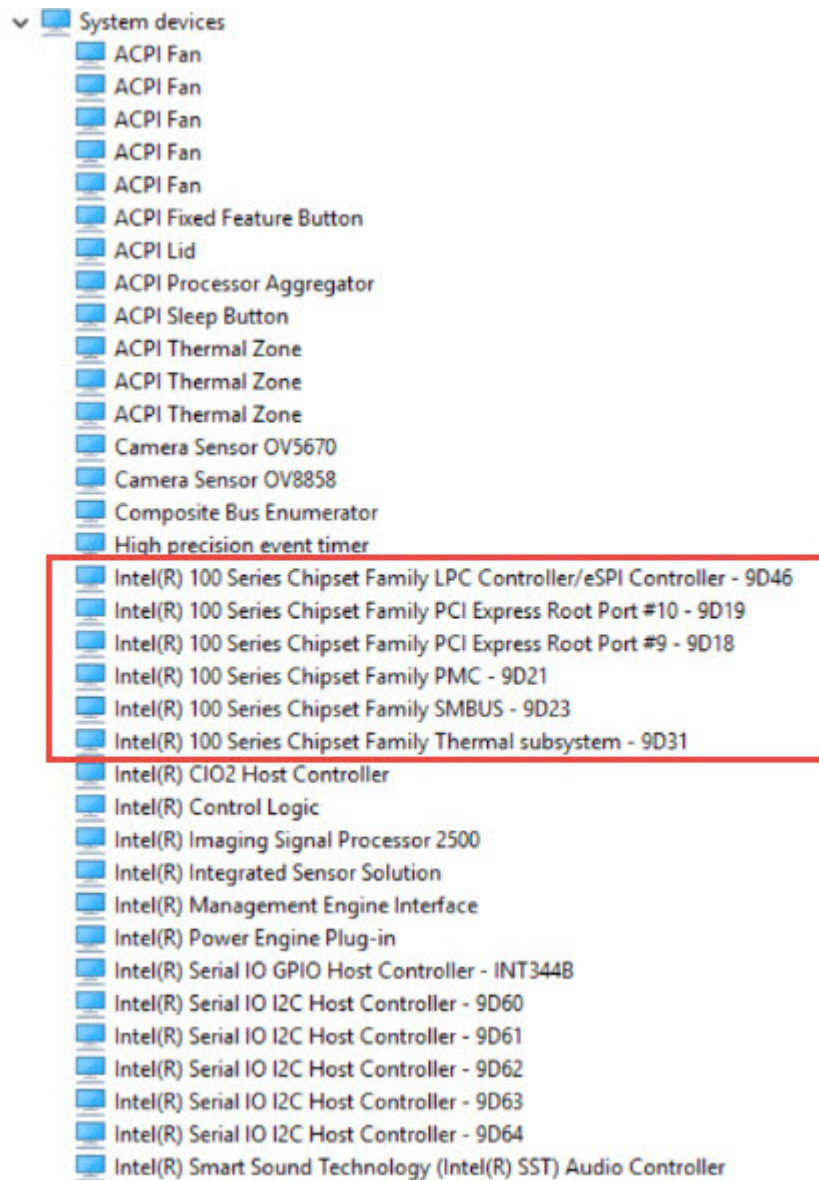 System devices
ACPI Fan
ACPI Fan
ACPI Fan
ACPI Fan
ACPI Fan
ACPI Fixed Feature Button
ACPI Lid
ACPI Processor Aggregator
ACPI Sleep Button
ACPI Thermal Zone
ACPI Thermal Zone
ACPI Thermal Zone
Camera Sensor OV5670
Camera Sensor OV8858
Composite Bus Enumerator
High precision event timer
Intel(R) 100 Series Chipset Family LPC Controller/eSPI Controller - 9D46
Intel(R) 100 Series Chipset Family PCI Express Root Port #10 - 9D19
Intel(R) 100 Series Chipset Family PCI Express Root Port #9 - 9D18
Intel(R) 100 Series Chipset Family PMC - 9D21
Intel(R) 100 Series Chipset Family SMBUS - 9D23
Intel(R) 100 Series Chipset Family Thermal subsystem - 9D31
Intel(R) CIO2 Host Controller
Intel(R) Control Logic
Intel(R) Imaging Signal Processor 2500
Intel(R) Integrated Sensor Solution
Intel(R) Management Engine Interface
Intel(R) Power Engine Plug-in
Intel(R) Serial IO GPIO Host Controller - INT344B
Intel(R) Serial IO I2C Host Controller - 9D60
Intel(R) Serial IO I2C Host Controller - 9D61
Intel(R) Serial IO I2C Host Controller - 9D62
Intel(R) Serial IO I2C Host Controller - 9D63
Intel(R) Serial IO I2C Host Controller - 9D64
Intel(R) Smart Sound Technology (Intel(R) SST) Audio Controller